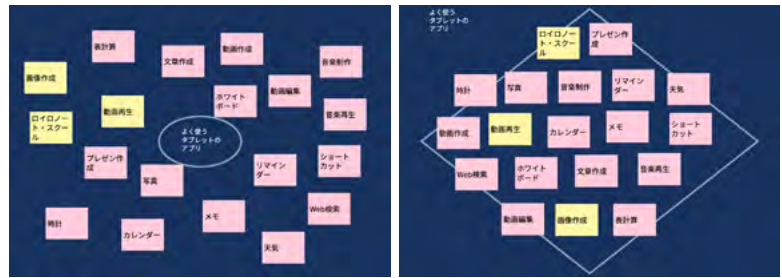 表計算
文章作成
動画作成
音楽制作
画像作成
動画再生
ホワイト
ボード
動画編集
ロイロノー
ト・スクー
ル
音楽再生
よく使う
タブレットの
アプリ
プレゼン作
成
写真
リマイン
ダー
ショート
カット
時計
カレンダー
メモ
Web検索
天気
よく使う
タブレットの
アプリ
ロイロノー
ト・スクー
ル
プレゼン作
成
時計
写真
音楽制作
リマイン
ダー
天気
動画作成
動画再生
カレンダー
メモ
ショート
カット
Web検索
ホワイト
ボード
文章作成
音楽再生
動画編集
画像作成
表計算